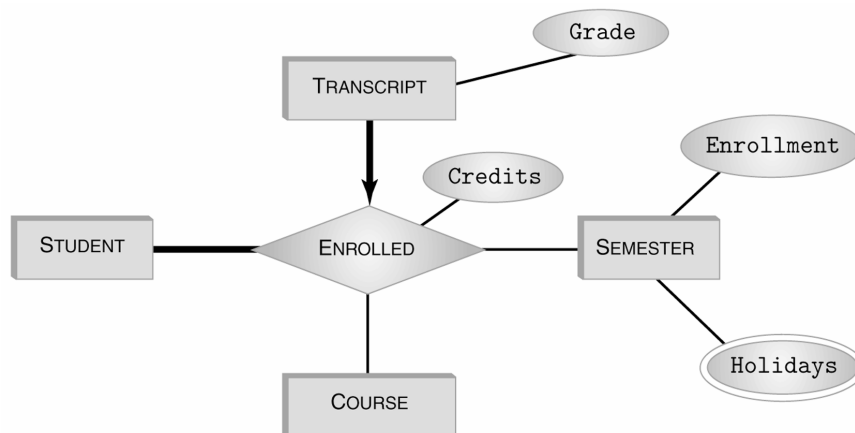 Grade
TRANSCRIPT
Enrollment
Credits
STUDENT
ENROLLED
SEMESTER
Holidays
COURSE